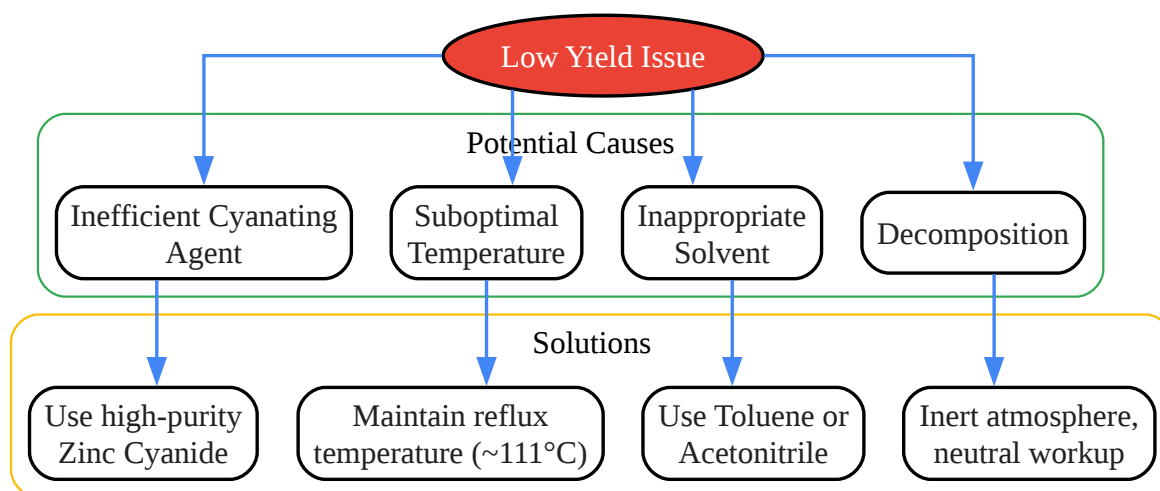 Low Yield Issue
Potential Causes
Inefficient Cyanating
Agent
Suboptimal
Temperature
Inappropriate
Solvent
Decomposition
Solutions
Use high-purity
Zinc Cyanide
Maintain reflux
temperature (~111°C)
Use Toluene or
Acetonitrile
Inert atmosphere,
neutral workup